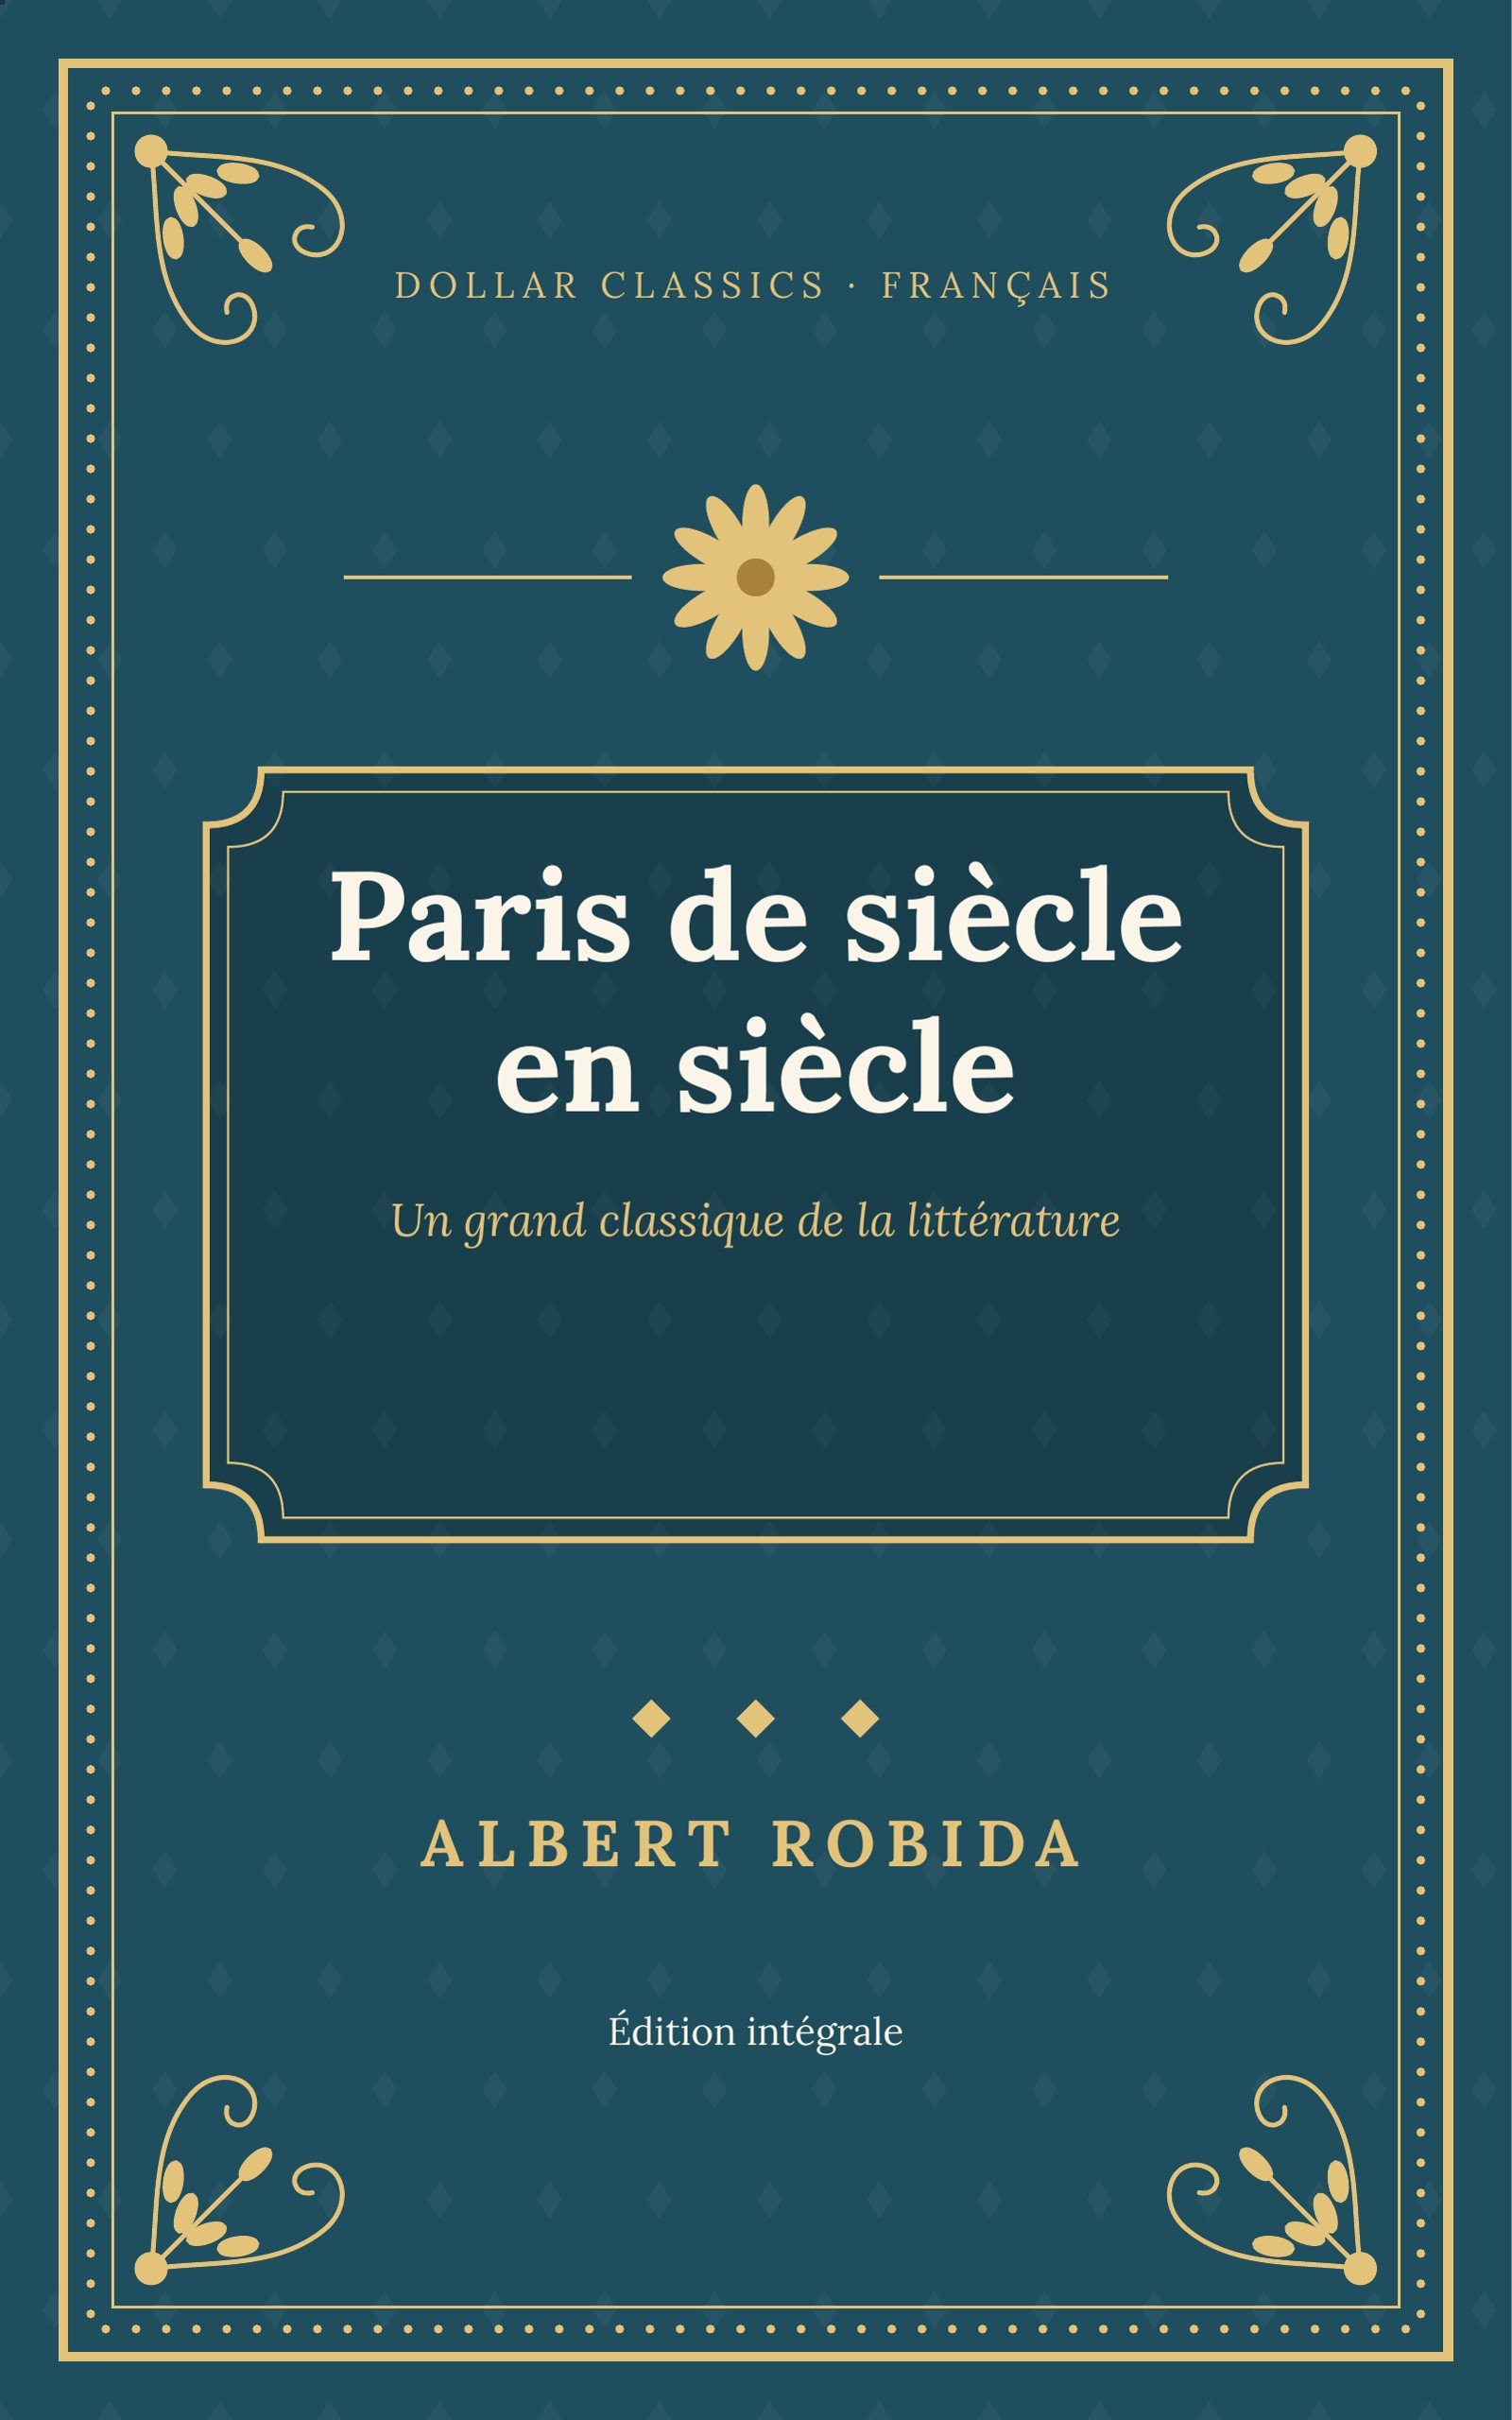 DOLLAR CLASSICS · FRANÇAIS
Paris de siècle
en siècle
Un grand classique de la littérature
ALBERT ROBIDA
Édition intégrale